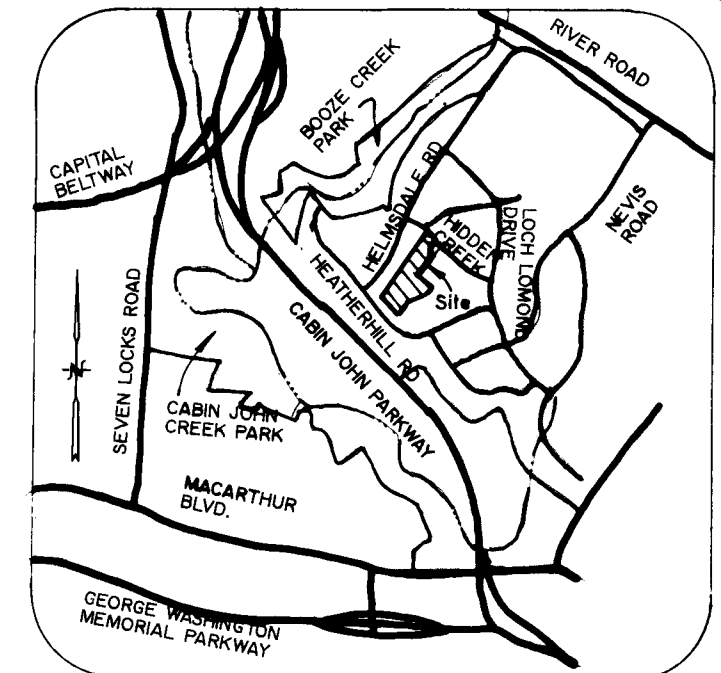 RIVER ROAD
BOOZE CREEK
PARK
CAPITAL
BELTWAY
HELMSDALE RD
HIDDEN
CREEK
LOCH LOMOND
DRIVE
NEVIS
ROAD
Site
HEATHERHILL RD
CABIN JOHN PARKWAY
SEVEN LOCKS ROAD
N
CABIN JOHN
CREEK PARK
MACARTHUR
BLVD.
GEORGE WASHINGTON
MEMORIAL PARKWAY